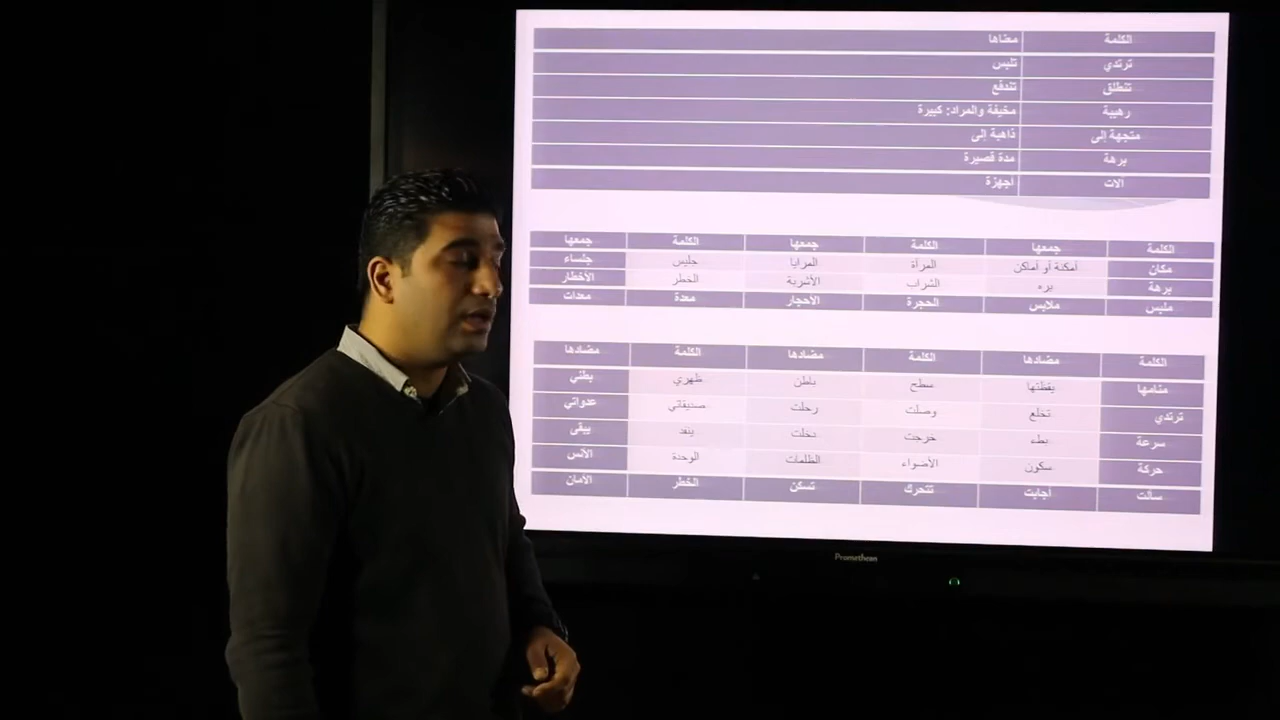 الكلمة معناها
ترتدي تلبس
تنطلق تندفع
رهيبة مخيفة والمراد: كبيرة
متجهة إلى ذاهبة إلى
برهة مدة قصيرة
آلات أجهزة
الكلمة جمعها الكلمة جمعها الكلمة جمعها
مكان أمكنة أو أماكن المرأة المرايا جليس جلساء
برهة بره الشراب الأشربة الخطر الأخطار
ملبس ملابس الحجرة الاحجار معدة معدات
الكلمة مضادها الكلمة مضادها الكلمة مضادها
منامها يقظتها سطح باطن ظهري بطني
ترتدي تخلع وصلت رحلت صديقاتي عدواتي
سرعة بطء خرجت دخلت ينفد يبقى
حركة سكون الأضواء الظلمات الوحدة الأنس
سألت أجابت تتحرك تسكن الخطر الأمان
Promethean